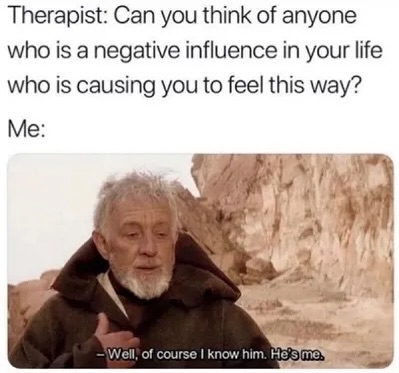 Therapist: Can you think of anyone
who is a negative influence in your life
who is causing you to feel this way?
Me:
– Well, of course I know him. He's me.